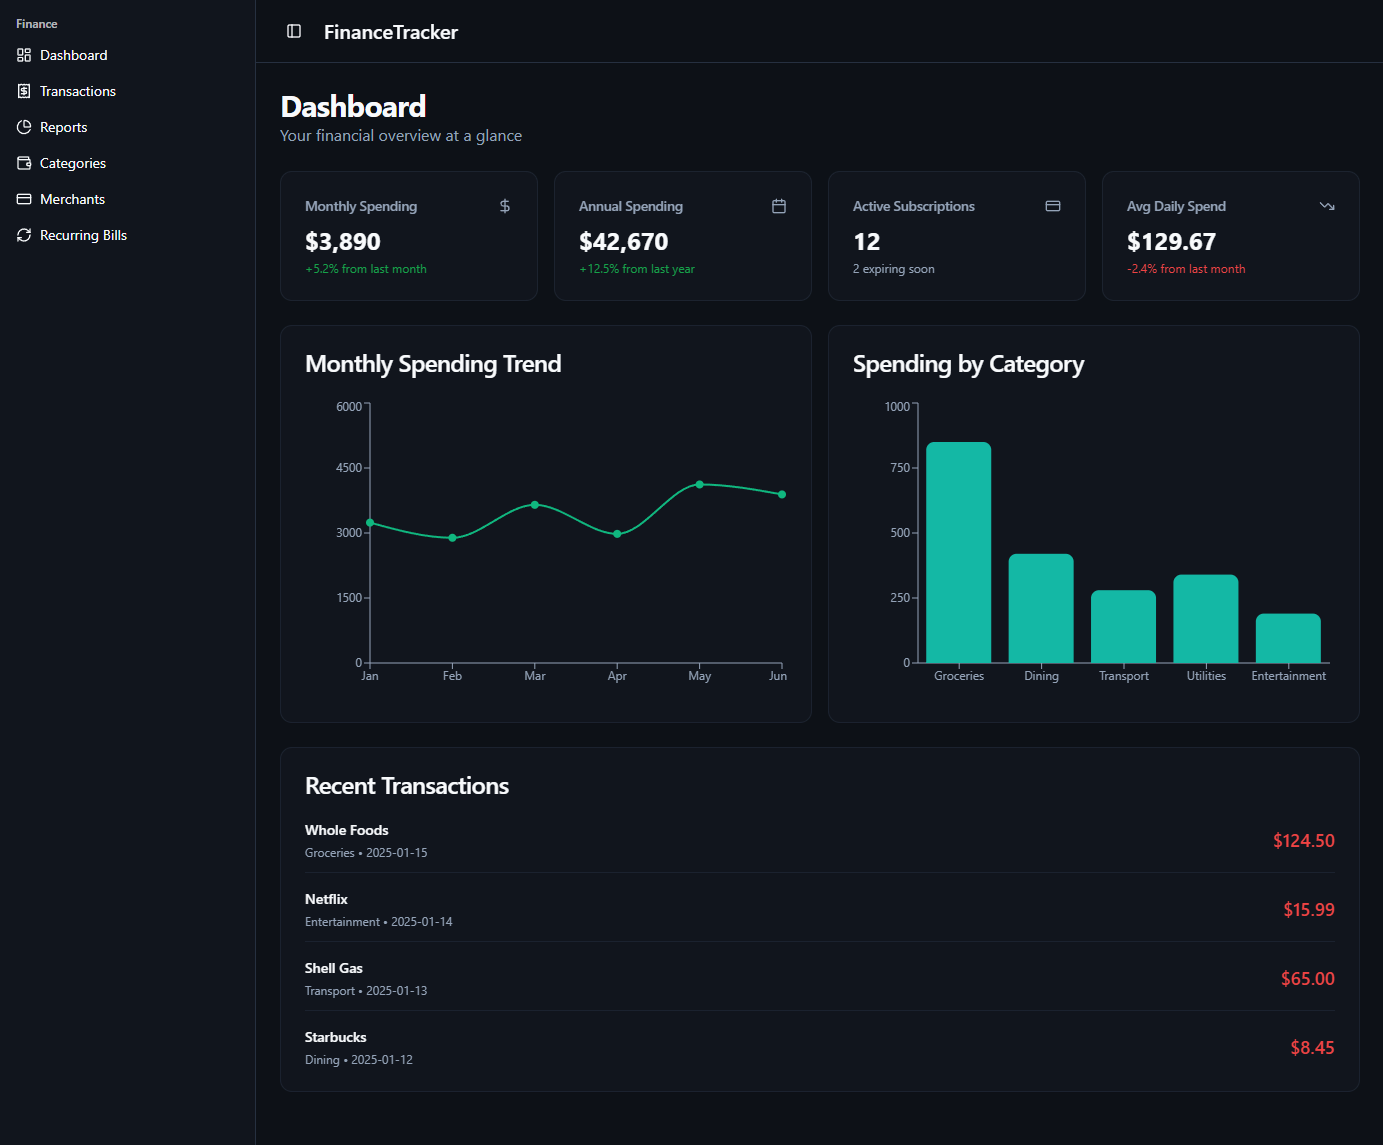 Finance
Dashboard
Transactions
Reports
Categories
Merchants
Recurring Bills
FinanceTracker
Dashboard
Your financial overview at a glance
Monthly Spending
$3,890
+5.2% from last month
Annual Spending
$42,670
+12.5% from last year
Active Subscriptions
12
2 expiring soon
Avg Daily Spend
$129.67
-2.4% from last month
Monthly Spending Trend
6000
4500
3000
1500
0
Jan Feb Mar Apr May Jun
Spending by Category
1000
750
500
250
0
Groceries Dining Transport Utilities Entertainment
Recent Transactions
Whole Foods
Groceries • 2025-01-15
$124.50
Netflix
Entertainment • 2025-01-14
$15.99
Shell Gas
Transport • 2025-01-13
$65.00
Starbucks
Dining • 2025-01-12
$8.45